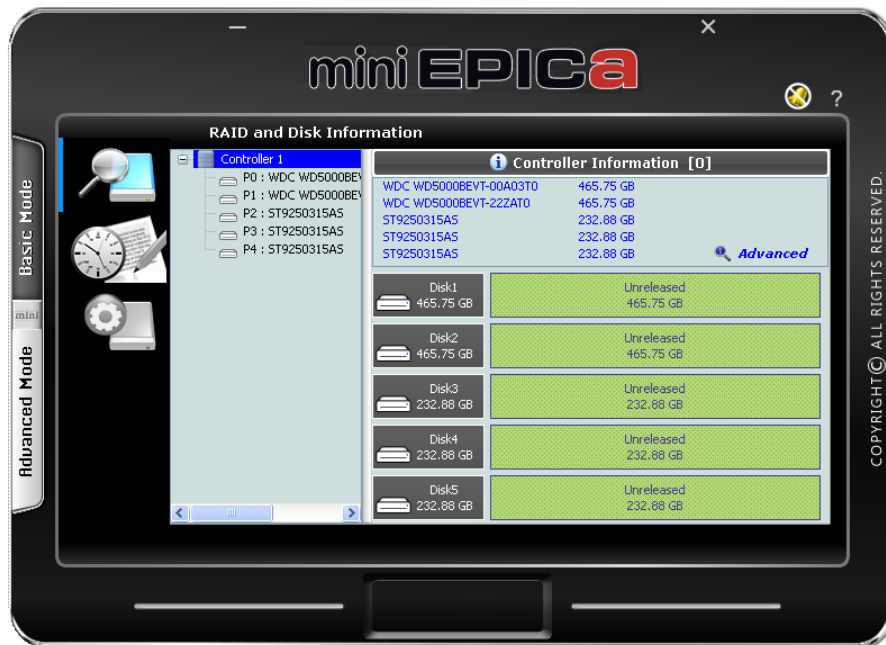 mini EPICa
?
RAID and Disk Information
Basic Mode
mini
Advanced Mode
Controller 1
P0 : WDC WD5000BE
P1 : WDC WD5000BE
P2 : ST9250315AS
P3 : ST9250315AS
P4 : ST9250315AS
Controller Information [0]
WDC WD5000BEVT-00A03T0 465.75 GB
WDC WD5000BEVT-22ZAT0 465.75 GB
ST9250315AS 232.88 GB
ST9250315AS 232.88 GB
ST9250315AS 232.88 GB
Advanced
Disk1
465.75 GB
Unreleased
465.75 GB
Disk2
465.75 GB
Unreleased
465.75 GB
Disk3
232.88 GB
Unreleased
232.88 GB
Disk4
232.88 GB
Unreleased
232.88 GB
Disk5
232.88 GB
Unreleased
232.88 GB
COPYRIGHT© ALL RIGHTS RESERVED.